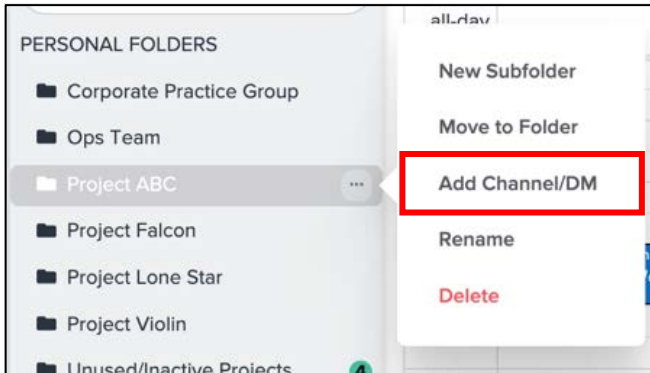 all-day
PERSONAL FOLDERS
Corporate Practice Group
Ops Team
Project ABC
Project Falcon
Project Lone Star
Project Violin
Unused/Inactive Projects 4
New Subfolder
Move to Folder
Add Channel/DM
Rename
Delete